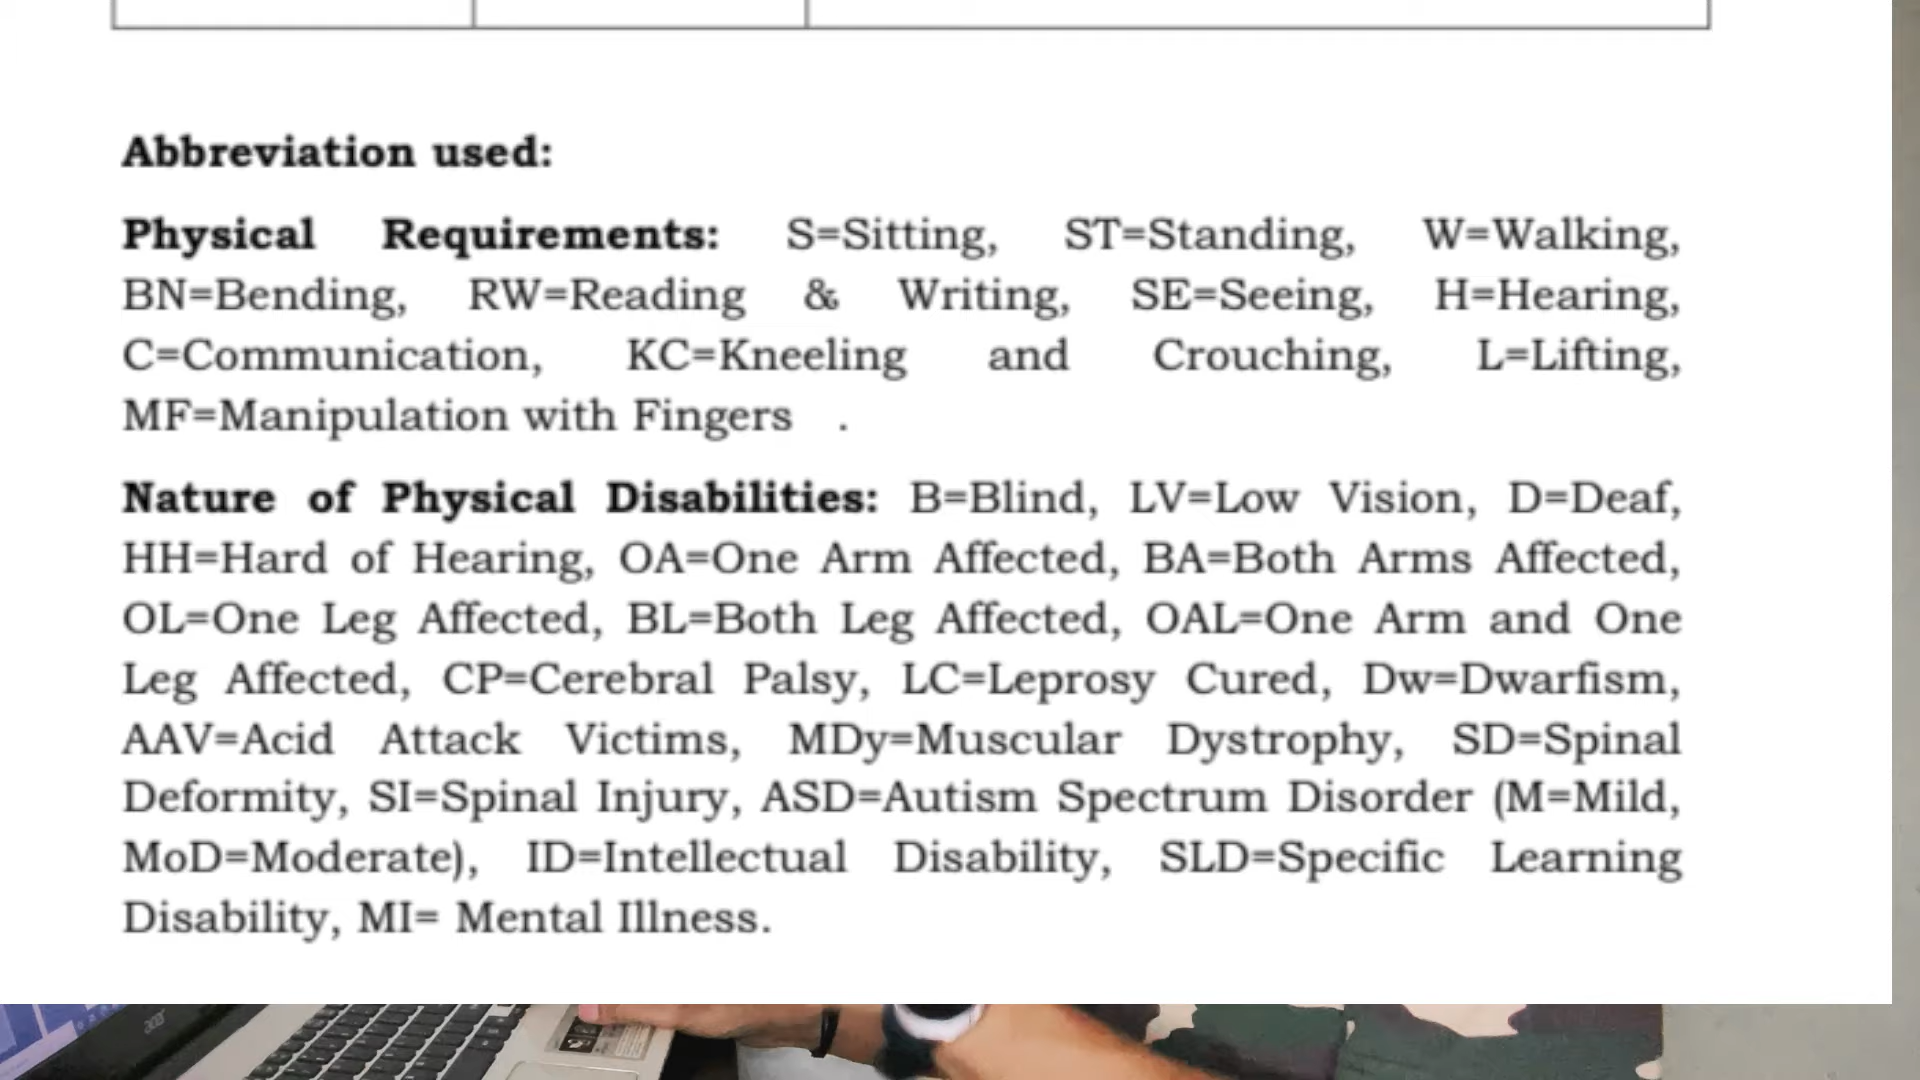 Abbreviation used:
Physical Requirements: S=Sitting, ST=Standing, W=Walking,
BN=Bending, RW=Reading & Writing, SE=Seeing, H=Hearing,
C=Communication, KC=Kneeling and Crouching, L=Lifting,
MF=Manipulation with Fingers .
Nature of Physical Disabilities: B=Blind, LV=Low Vision, D=Deaf,
HH=Hard of Hearing, OA=One Arm Affected, BA=Both Arms Affected,
OL=One Leg Affected, BL=Both Leg Affected, OAL=One Arm and One
Leg Affected, CP=Cerebral Palsy, LC=Leprosy Cured, Dw=Dwarfism,
AAV=Acid Attack Victims, MDy=Muscular Dystrophy, SD=Spinal
Deformity, SI=Spinal Injury, ASD=Autism Spectrum Disorder (M=Mild,
MoD=Moderate), ID=Intellectual Disability, SLD=Specific Learning
Disability, MI= Mental Illness.
acer